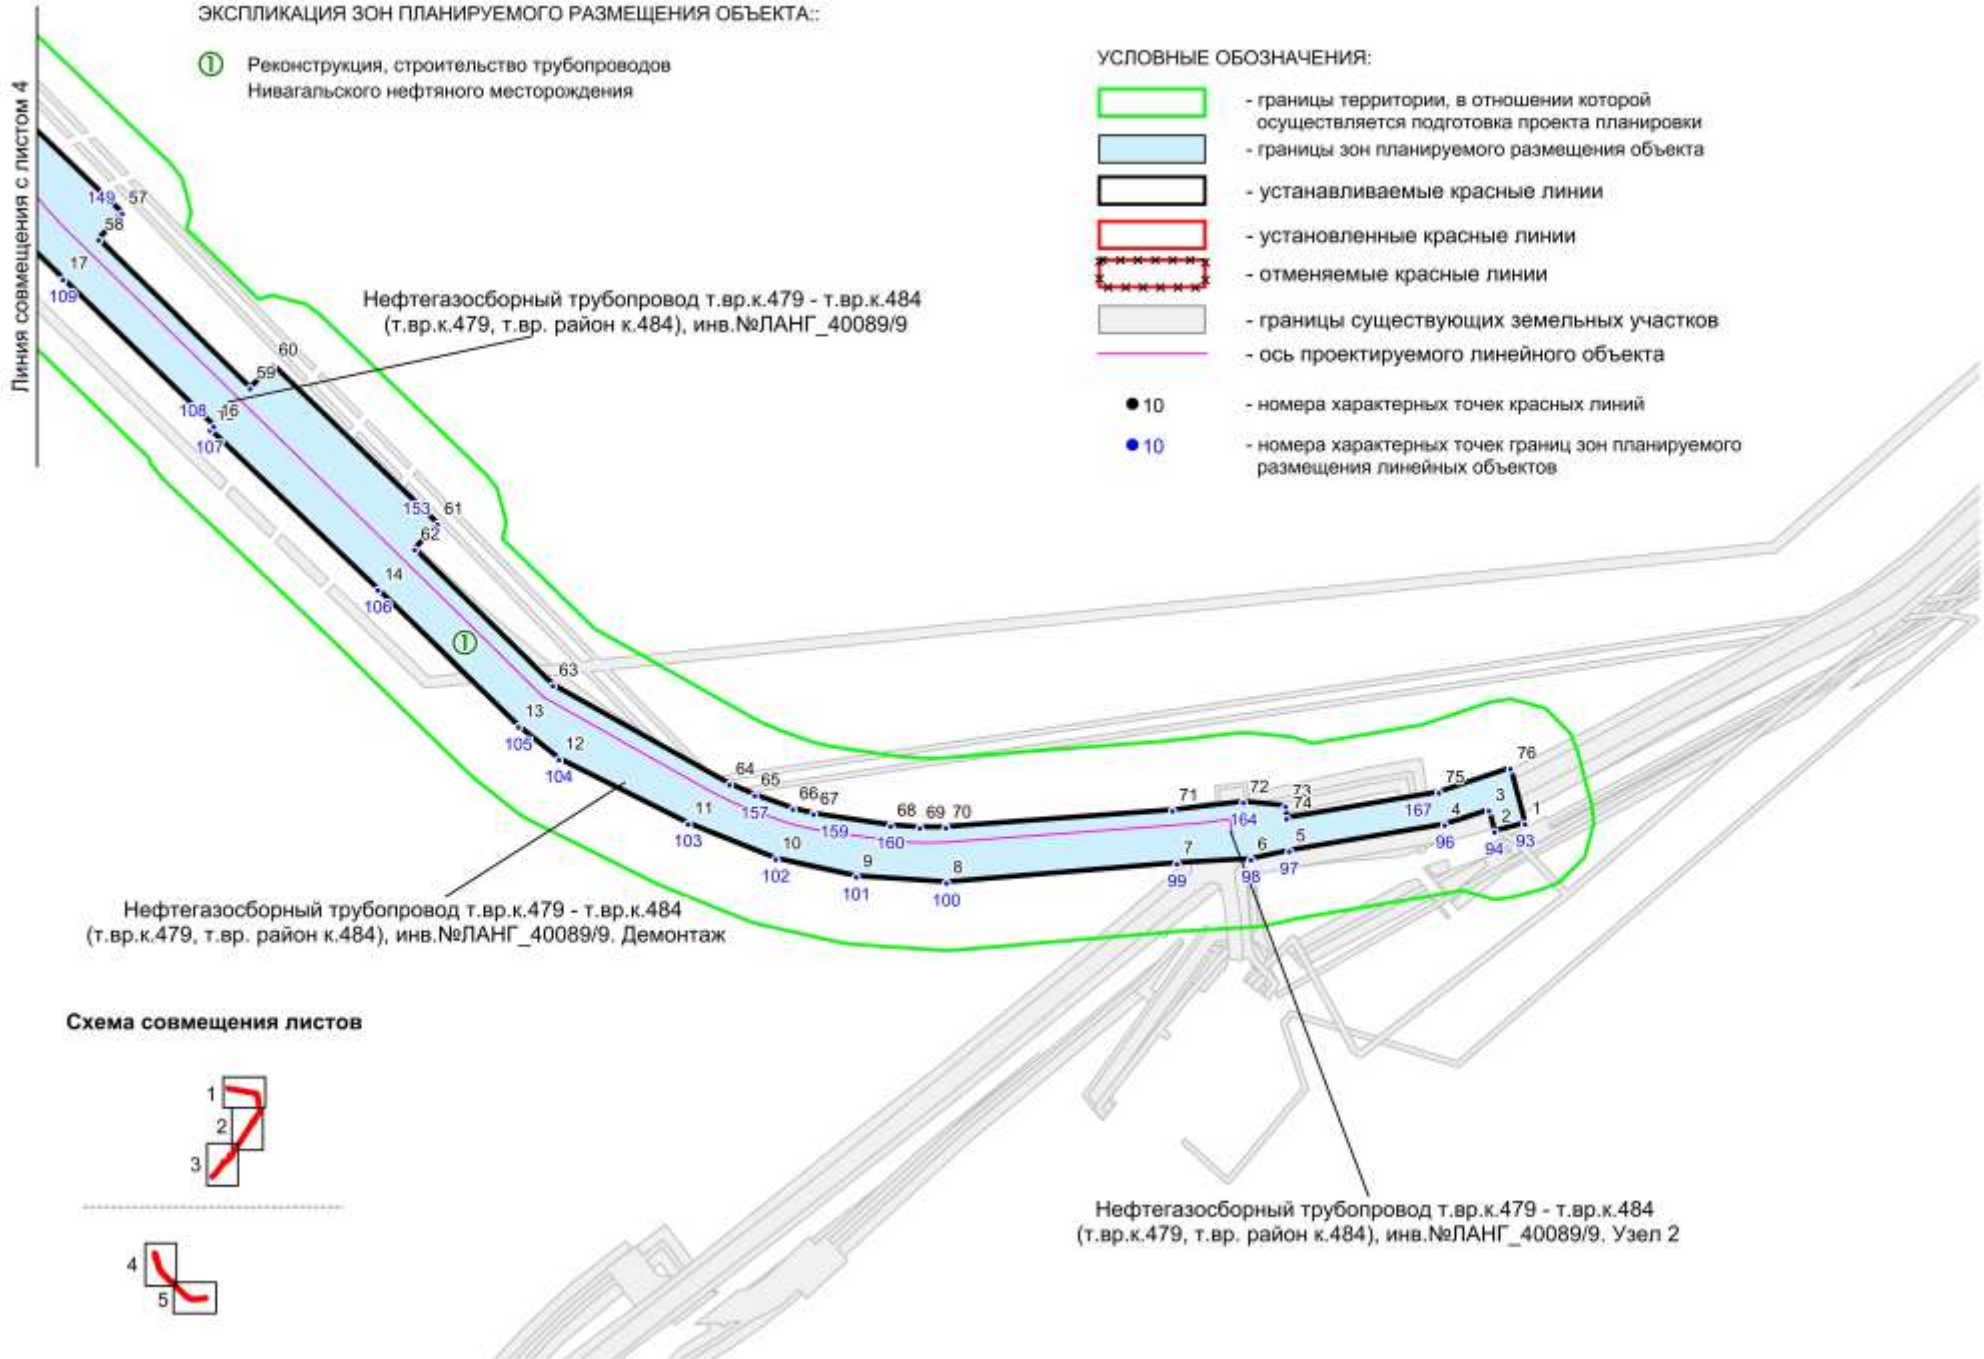 ЭКСПЛИКАЦИЯ ЗОН ПЛАНИРУЕМОГО РАЗМЕЩЕНИЯ ОБЪЕКТА::
1 Реконструкция, строительство трубопроводов
Нивагальского нефтяного месторождения
Линия совмещения с листом 4
УСЛОВНЫЕ ОБОЗНАЧЕНИЯ:
- границы территории, в отношении которой
осуществляется подготовка проекта планировки
- границы зон планируемого размещения объекта
- устанавливаемые красные линии
- установленные красные линии
- отменяемые красные линии
- границы существующих земельных участков
- ось проектируемого линейного объекта
10 - номера характерных точек красных линий
10 - номера характерных точек границ зон планируемого
размещения линейных объектов
149
57
58
17
109
Нефтегазосборный трубопровод т.вр.к.479 - т.вр.к.484
(т.вр.к.479, т.вр. район к.484), инв.№ЛАНГ_40089/9
60
59
108
16
107
153
61
62
14
106
1
63
13
105
12
104
11
103
64
65
157
66
67
159
68
69
70
160
71
72
73
74
164
75
167
76
10
102
9
101
8
100
7
99
6
98
5
97
4
96
3
2
94
1
93
Нефтегазосборный трубопровод т.вр.к.479 - т.вр.к.484
(т.вр.к.479, т.вр. район к.484), инв.№ЛАНГ_40089/9. Демонтаж
Схема совмещения листов
1
2
3
4
5
Нефтегазосборный трубопровод т.вр.к.479 - т.вр.к.484
(т.вр.к.479, т.вр. район к.484), инв.№ЛАНГ_40089/9. Узел 2